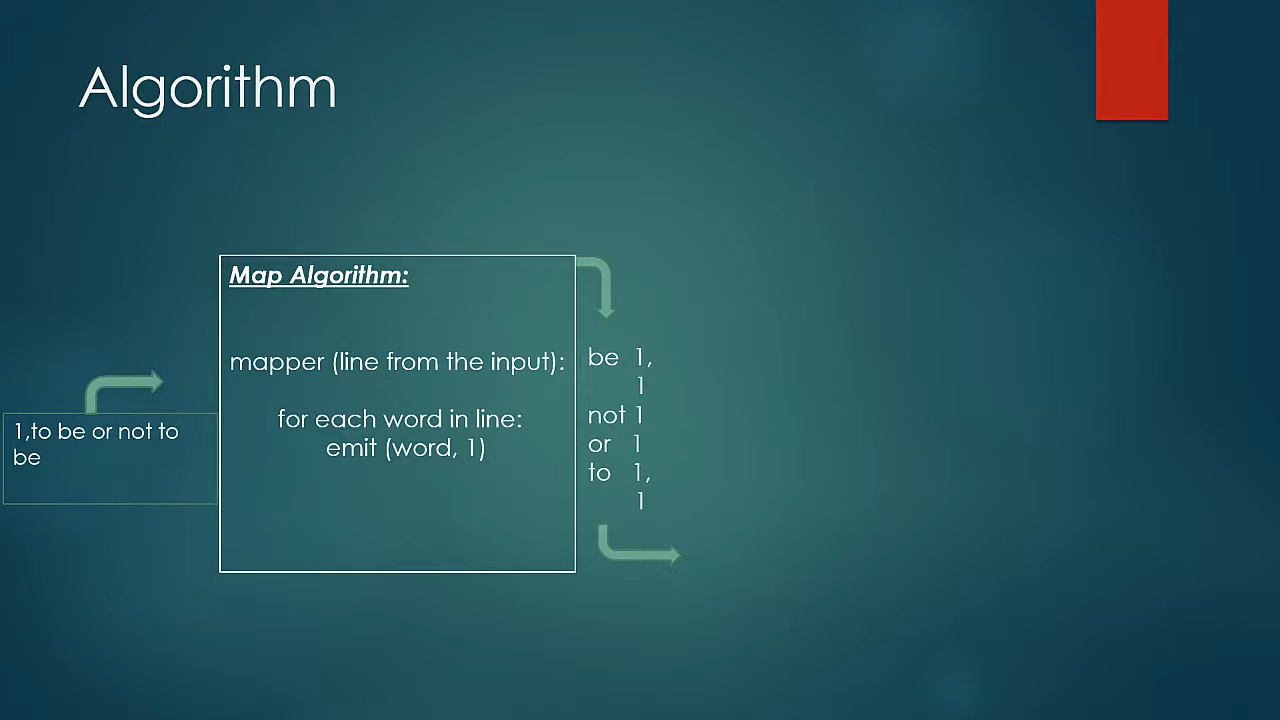 Algorithm
Map Algorithm:
mapper (line from the input):
for each word in line:
emit (word, 1)
1,to be or not to
be
be 1,
1
not 1
or 1
to 1,
1